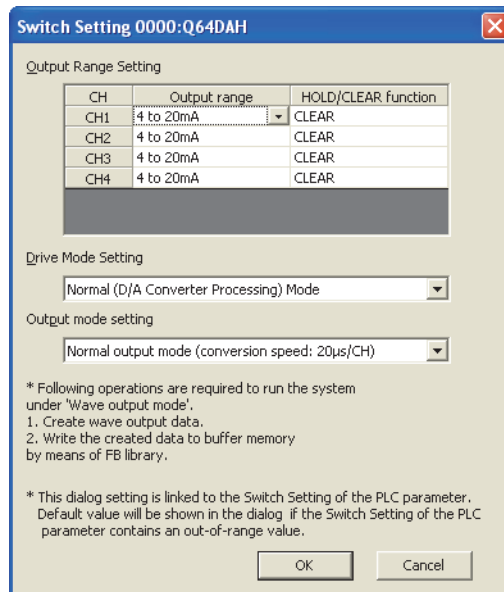 Switch Setting 0000:Q64DAH
Output Range Setting
CH Output range HOLD/CLEAR function
CH1 4 to 20mA CLEAR
CH2 4 to 20mA CLEAR
CH3 4 to 20mA CLEAR
CH4 4 to 20mA CLEAR
Drive Mode Setting
Normal (D/A Converter Processing) Mode
Output mode setting
Normal output mode (conversion speed: 20µs/CH)
* Following operations are required to run the system
under 'Wave output mode'.
1. Create wave output data.
2. Write the created data to buffer memory
by means of FB library.
* This dialog setting is linked to the Switch Setting of the PLC parameter.
Default value will be shown in the dialog if the Switch Setting of the PLC
parameter contains an out-of-range value.
OK Cancel